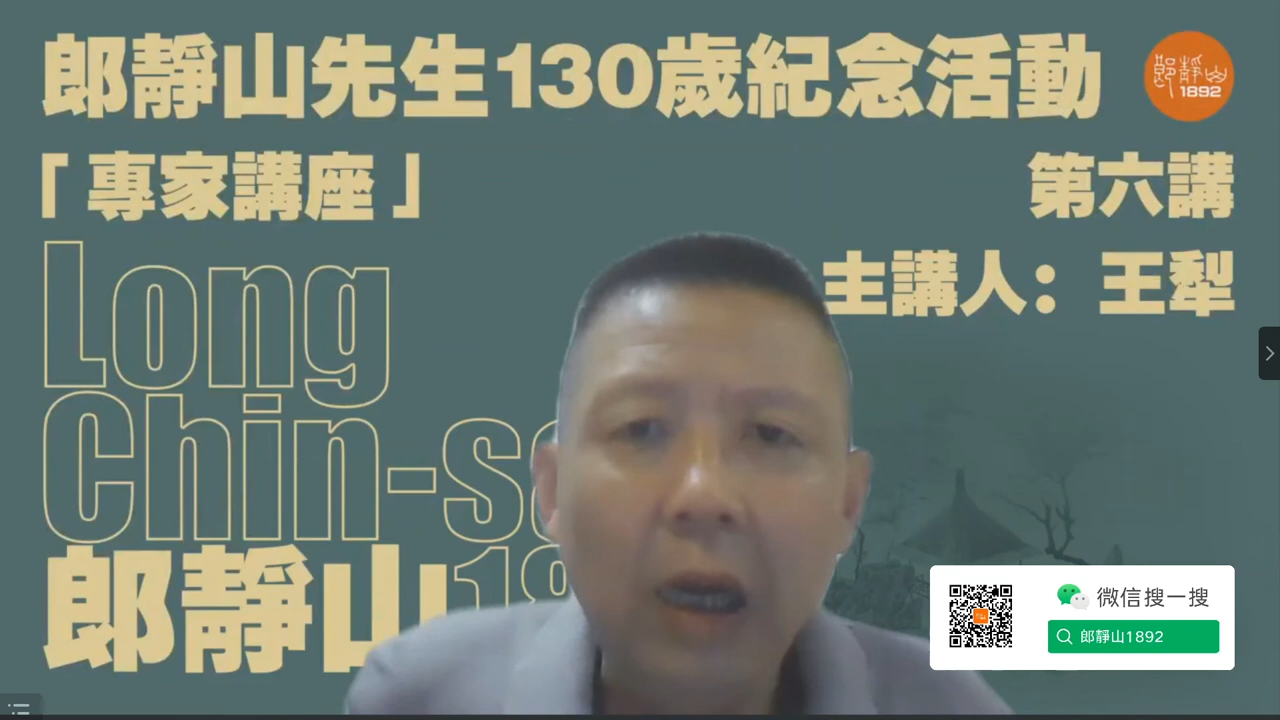 郎靜山先生130歲紀念活動
郎靜山
1892
「專家講座」
第六講
主講人：王犁
Long
Chin-s
郎靜山
微信搜一搜
郎靜山1892